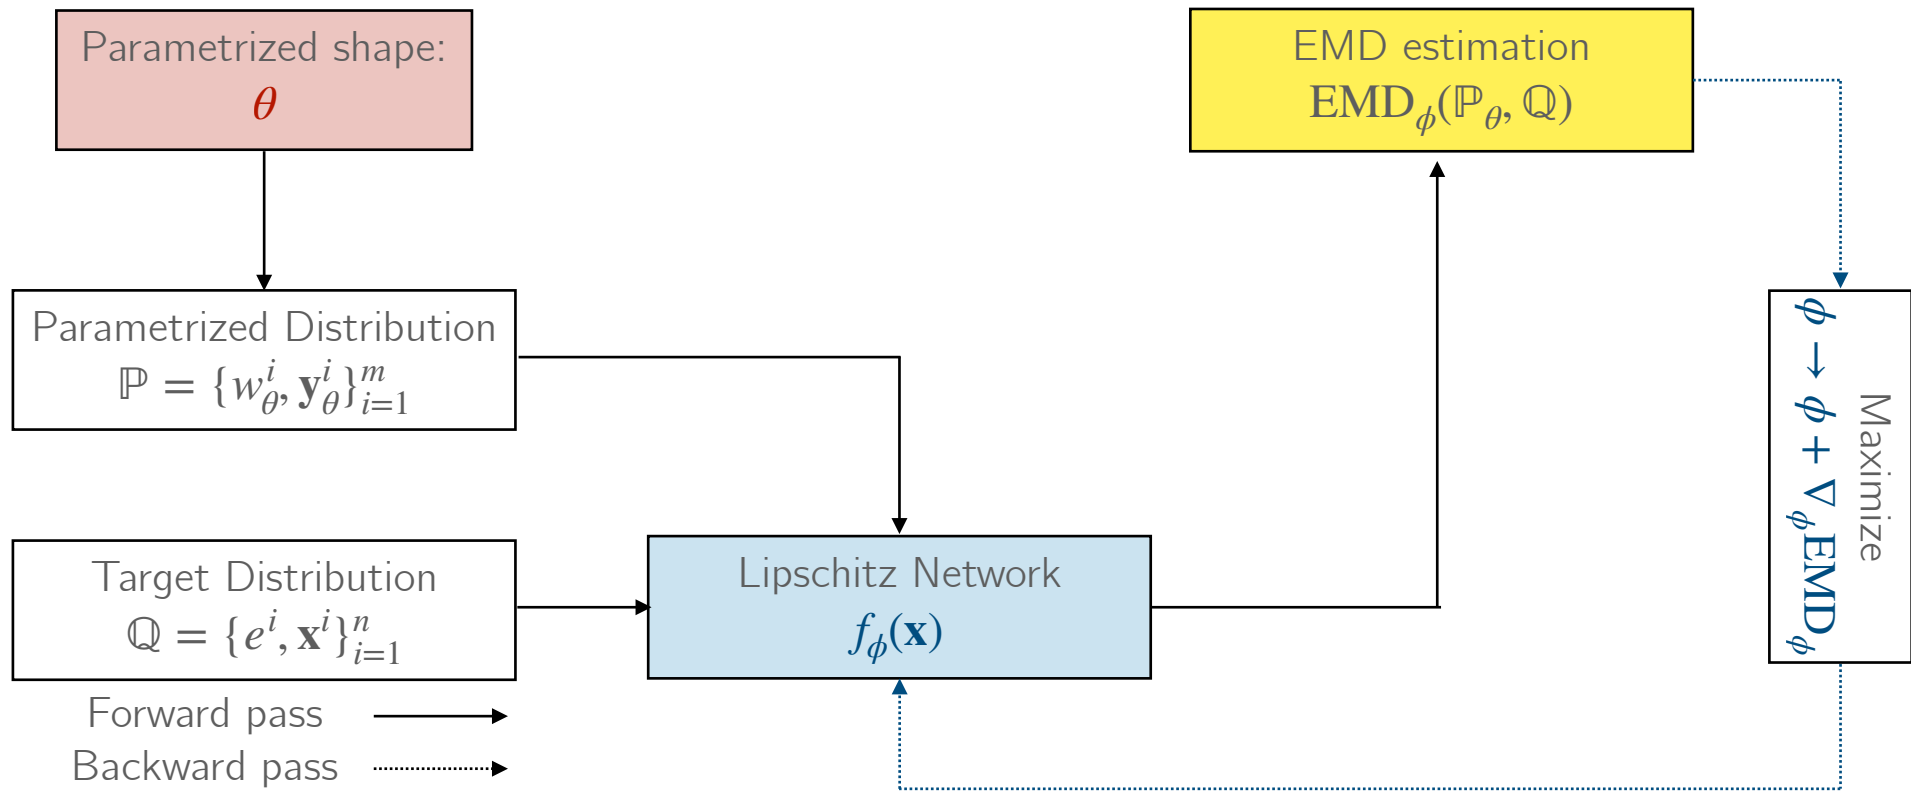 Parametrized shape:
θ
EMD estimation
EMD_ϕ(ℙ_θ, ℚ)
Parametrized Distribution
ℙ = {w_θ^i, y_θ^i}_{i=1}^m
Target Distribution
ℚ = {e^i, x^i}_{i=1}^n
Lipschitz Network
f_ϕ(x)
Maximize
ϕ → ϕ + ∇_ϕ EMD_ϕ
Forward pass
Backward pass